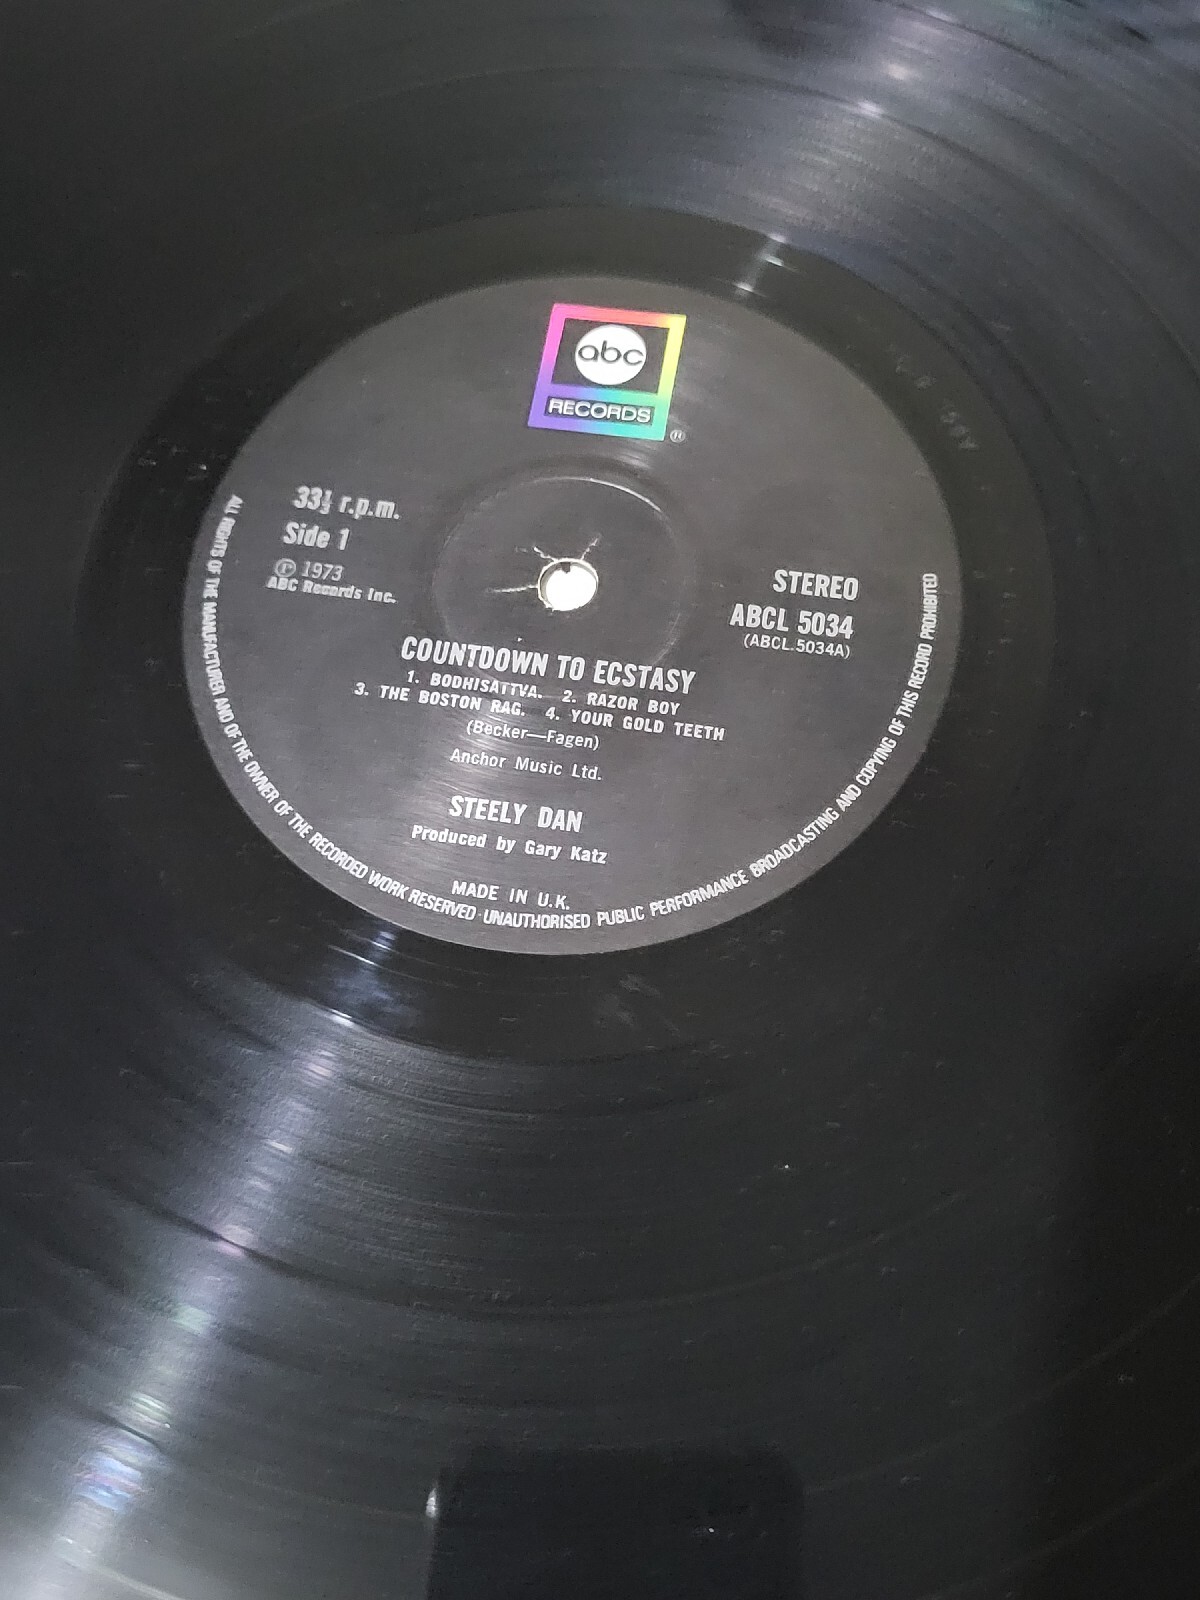 abc
RECORDS
®
33⅓ r.p.m.
Side 1
℗ 1973
ABC Records Inc.
STEREO
ABCL 5034
(ABCL.5034A)
COUNTDOWN TO ECSTASY
1. BODHISATTVA. 2. RAZOR BOY
3. THE BOSTON RAG. 4. YOUR GOLD TEETH
(Becker—Fagen)
Anchor Music Ltd.
STEELY DAN
Produced by Gary Katz
MADE IN U.K.
ALL RIGHTS OF THE MANUFACTURER AND OF THE OWNER OF THE RECORDED WORK RESERVED · UNAUTHORISED PUBLIC PERFORMANCE BROADCASTING AND COPYING OF THIS RECORD PROHIBITED